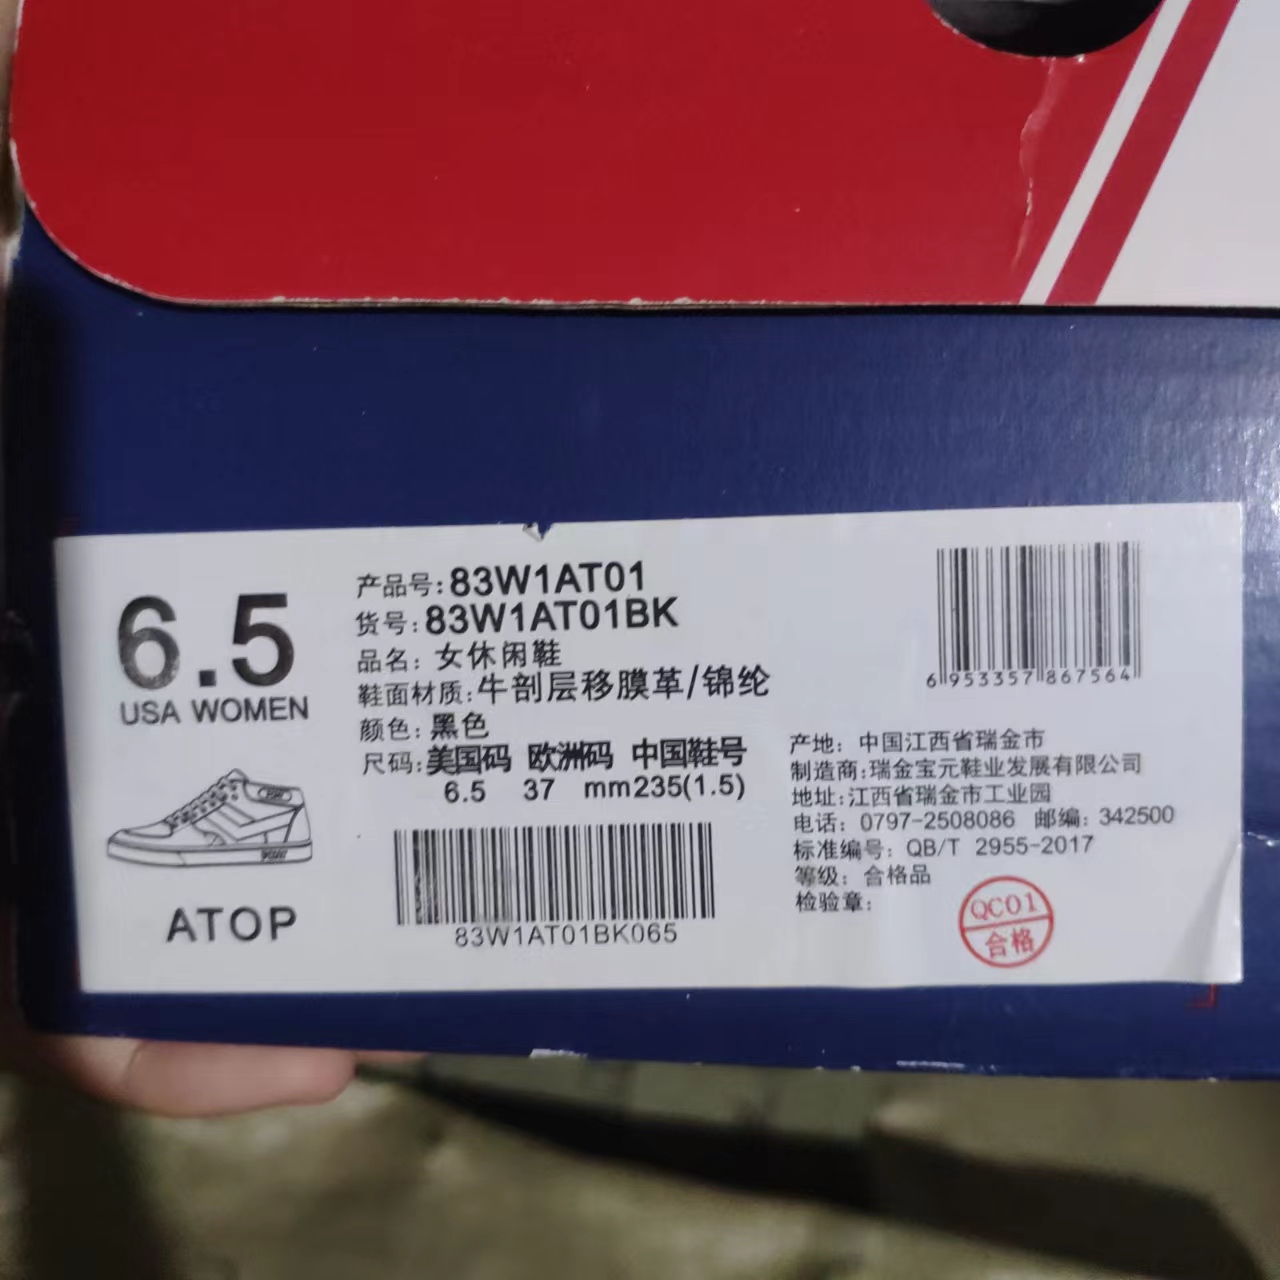 6.5
USA WOMEN
ATOP
产品号:83W1AT01
货号:83W1AT01BK
品名: 女休闲鞋
鞋面材质:牛剖层移膜革/锦纶
颜色: 黑色
尺码:美国码 欧洲码 中国鞋号
6.5 37 mm235(1.5)
83W1AT01BK065
6 953357 867564
产地: 中国江西省瑞金市
制造商:瑞金宝元鞋业发展有限公司
地址:江西省瑞金市工业园
电话: 0797-2508086 邮编: 342500
标准编号: QB/T 2955-2017
等级: 合格品
检验章:
QC01
合格